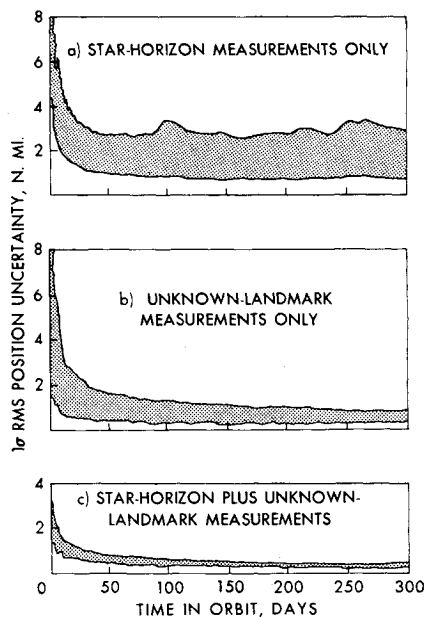 8
6
4
2
a) STAR-HORIZON MEASUREMENTS ONLY
1σ RMS POSITION UNCERTAINTY, N. MI.
8
6
4
2
b) UNKNOWN-LANDMARK
MEASUREMENTS ONLY
4
2
c) STAR-HORIZON PLUS UNKNOWN-
LANDMARK MEASUREMENTS
0 50 100 150 200 250 300
TIME IN ORBIT, DAYS